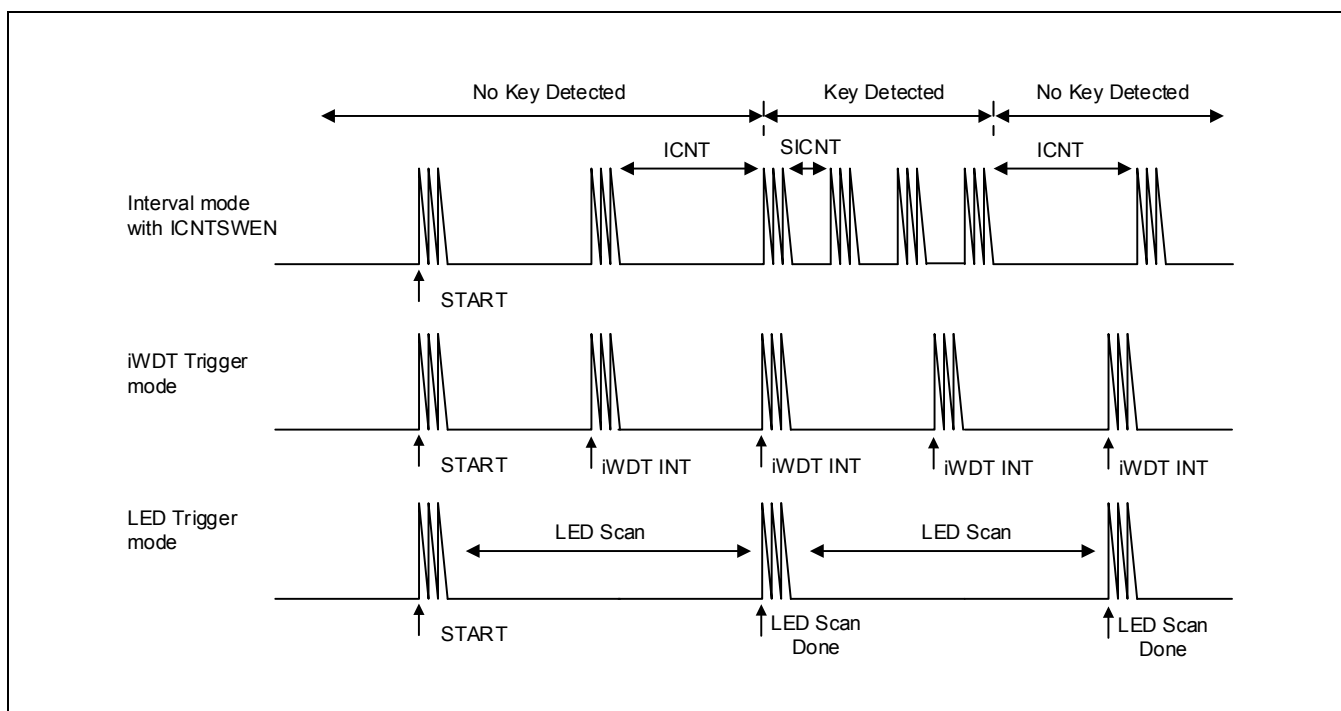 No Key Detected
Key Detected
No Key Detected
ICNT
SICNT
ICNT
Interval mode
with ICNTSWEN
START
iWDT Trigger
mode
START
iWDT INT
iWDT INT
iWDT INT
iWDT INT
LED Trigger
mode
LED Scan
LED Scan
START
LED Scan
Done
LED Scan
Done